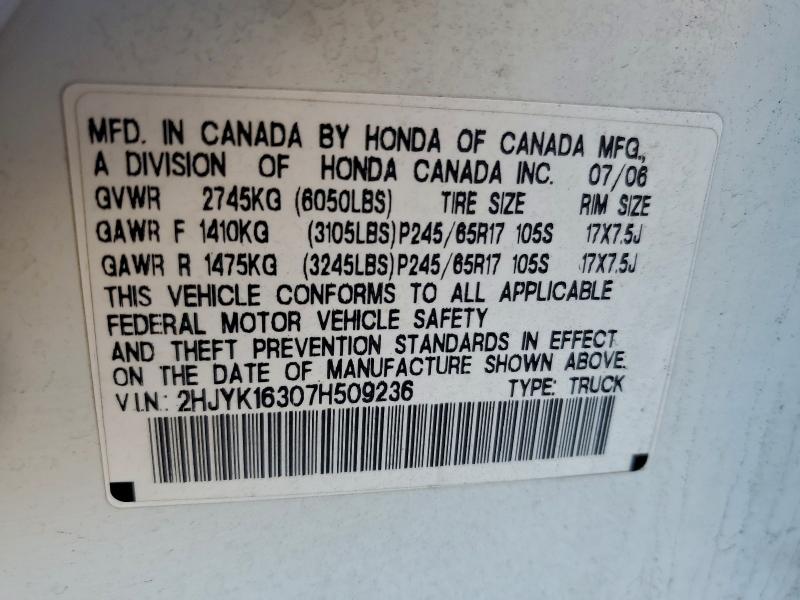 MFD. IN CANADA BY HONDA OF CANADA MFG.,
A DIVISION OF HONDA CANADA INC. 07/06
GVWR 2745KG (6050LBS) TIRE SIZE RIM SIZE
GAWR F 1410KG (3105LBS) P245/65R17 105S 17X7.5J
GAWR R 1475KG (3245LBS) P245/65R17 105S 17X7.5J
THIS VEHICLE CONFORMS TO ALL APPLICABLE
FEDERAL MOTOR VEHICLE SAFETY
AND THEFT PREVENTION STANDARDS IN EFFECT
ON THE DATE OF MANUFACTURE SHOWN ABOVE.
V.I.N.: 2HJYK16307H509236 TYPE: TRUCK